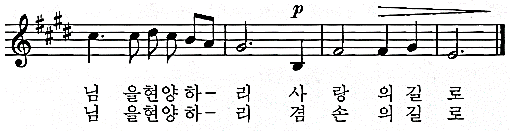 p
님 을현양하- 리 사 랑 의길 로
님 을현양하- 리 겸 손 의길 로